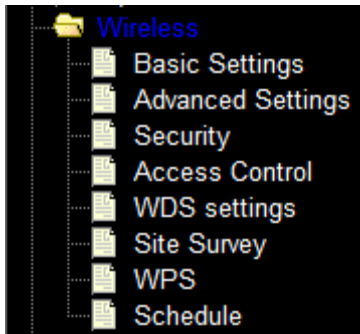 Wireless
Basic Settings
Advanced Settings
Security
Access Control
WDS settings
Site Survey
WPS
Schedule